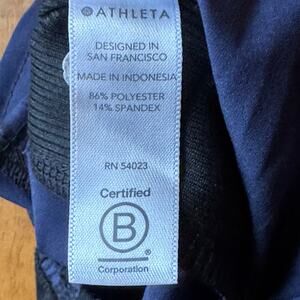 ATHLETA
DESIGNED IN
SAN FRANCISCO
MADE IN INDONESIA
86% POLYESTER
14% SPANDEX
RN 54023
Certified
B
Corporation